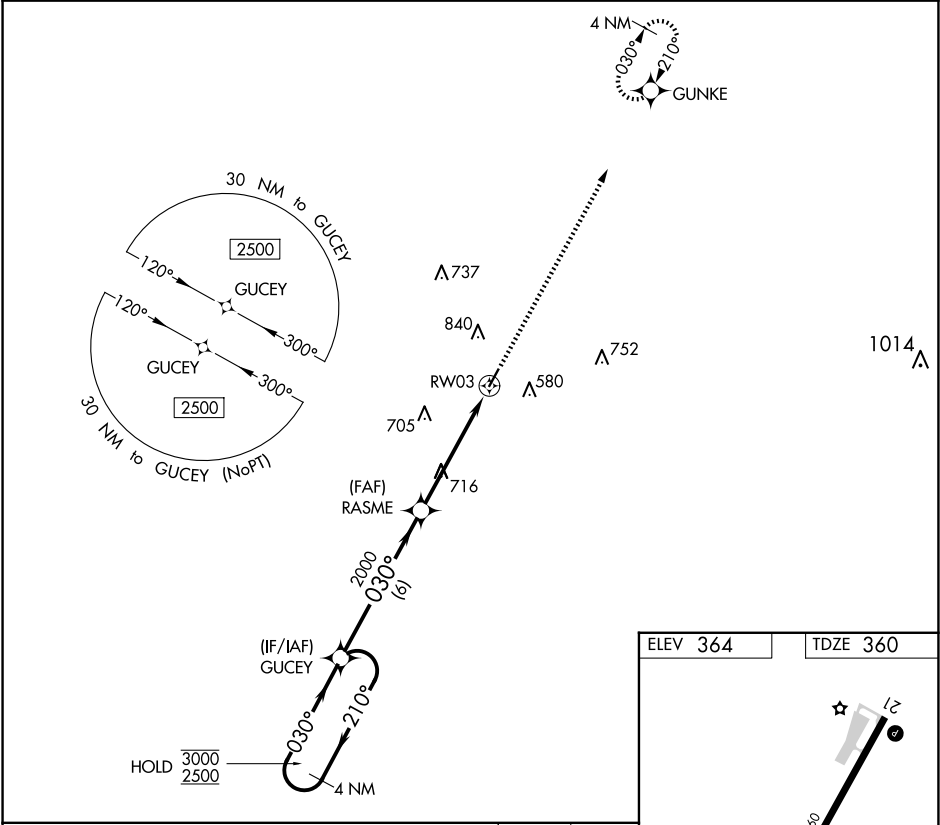 4 NM
030°
210°
GUNKE
30 NM to GUCEY
2500
120°
GUCEY
300°
120°
GUCEY
300°
2500
30 NM to GUCEY (NoPT)
737
840
752
1014
RW03
580
705
716
(FAF)
RASME
2000
030°
(6)
(IF/IAF)
GUCEY
030°
210°
HOLD 3000
2500
4 NM
ELEV 364
TDZE 360
21
P